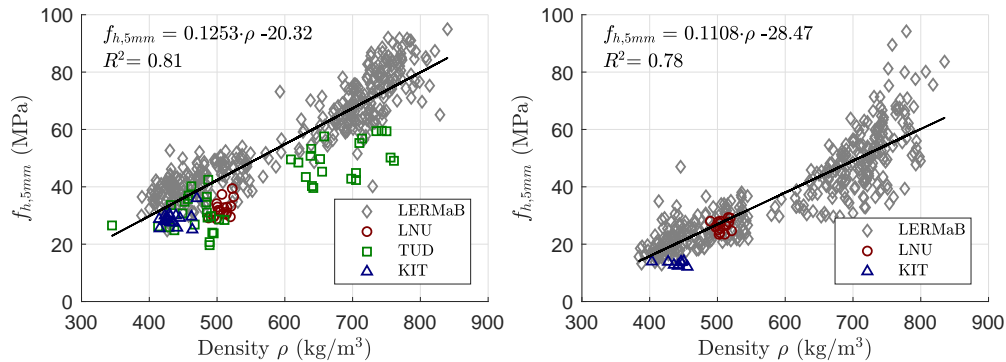 f_{h,5mm} = 0.1253·ρ -20.32
R² = 0.81
100
80
60
40
20
0
f_{h,5mm} (MPa)
LERMaB
LNU
TUD
KIT
300 400 500 600 700 800 900
Density ρ (kg/m³)
f_{h,5mm} = 0.1108·ρ -28.47
R² = 0.78
100
80
60
40
20
0
f_{h,5mm} (MPa)
LERMaB
LNU
KIT
300 400 500 600 700 800 900
Density ρ (kg/m³)